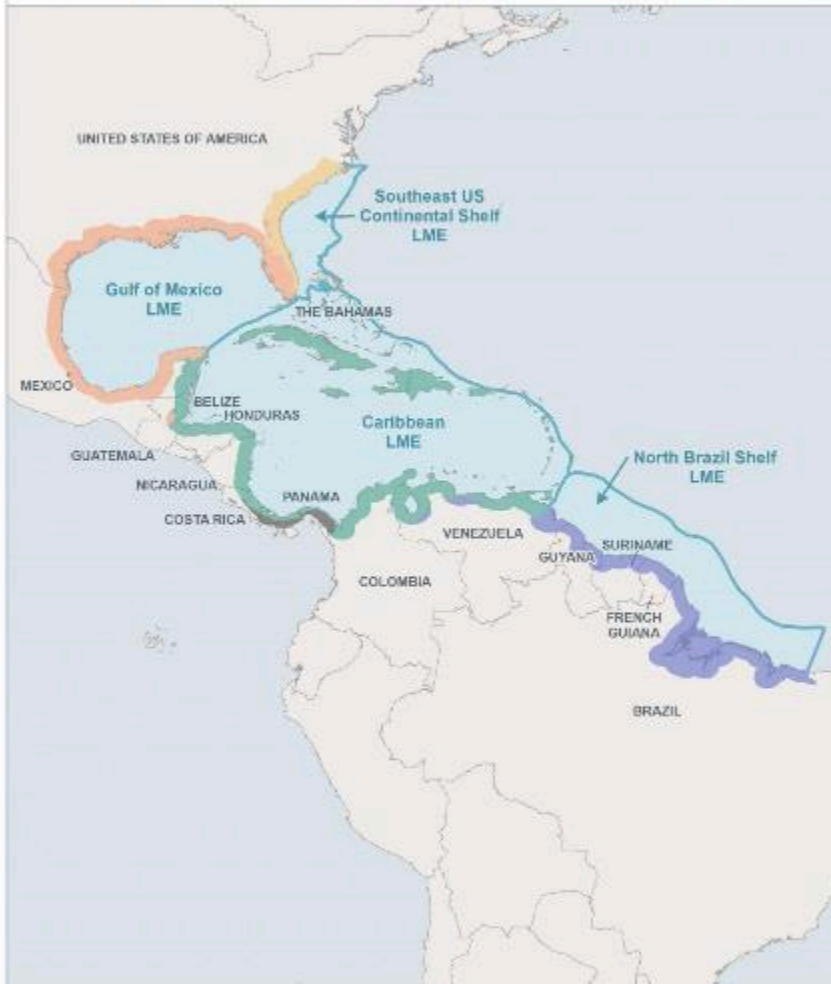 UNITED STATES OF AMERICA
Southeast US
Continental Shelf
LME
Gulf of Mexico
LME
THE BAHAMAS
MEXICO
BELIZE
HONDURAS
Caribbean
LME
GUATEMALA
North Brazil Shelf
LME
NICARAGUA
PANAMA
COSTA RICA
VENEZUELA
SURINAME
GUYANA
COLOMBIA
FRENCH
GUIANA
BRAZIL